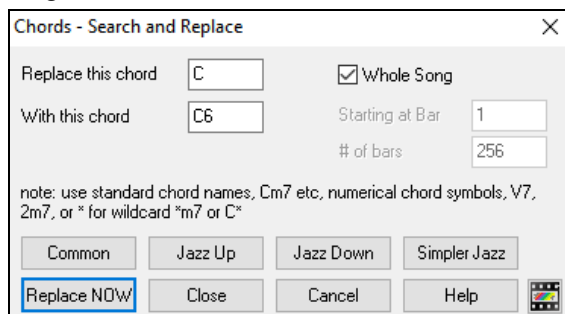 Chords - Search and Replace
Replace this chord C Whole Song
With this chord C6 Starting at Bar 1
# of bars 256
note: use standard chord names, Cm7 etc, numerical chord symbols, V7,
2m7, or * for wildcard *m7 or C*
Common Jazz Up Jazz Down Simpler Jazz
Replace NOW Close Cancel Help